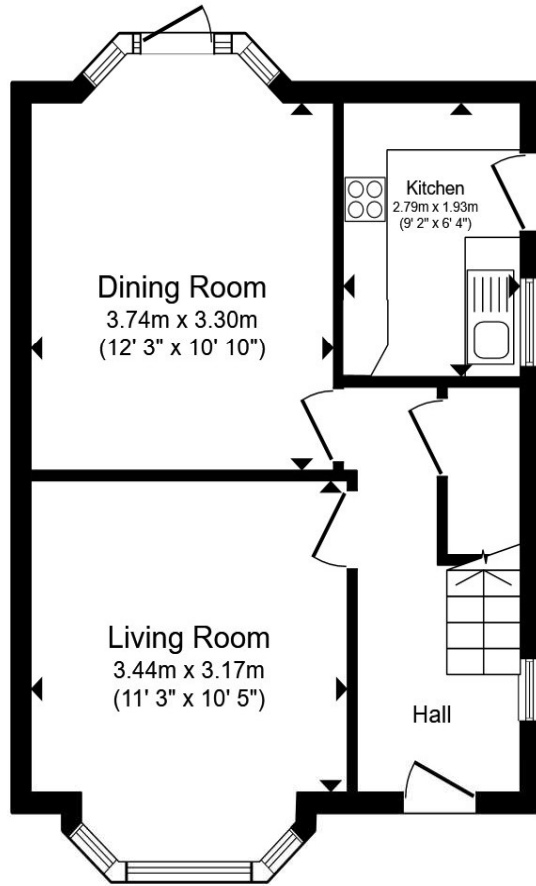 Kitchen
2.79m x 1.93m
(9' 2" x 6' 4")
Dining Room
3.74m x 3.30m
(12' 3" x 10' 10")
Living Room
3.44m x 3.17m
(11' 3" x 10' 5")
Hall